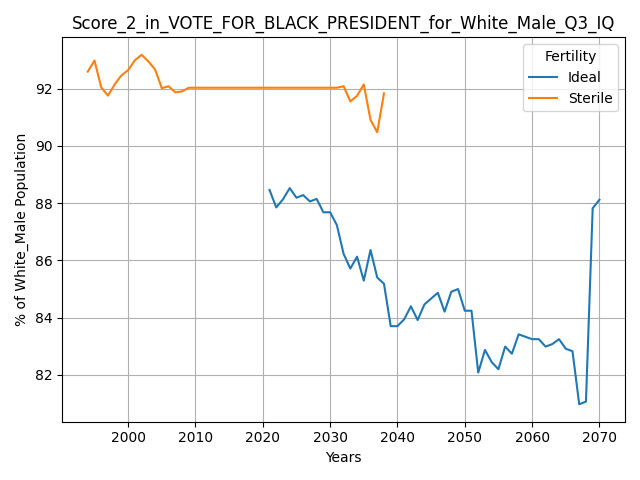 Score_2_in_VOTE_FOR_BLACK_PRESIDENT_for_White_Male_Q3_IQ
Fertility
Ideal
Sterile
% of White_Male Population
92
90
88
86
84
82
2000 2010 2020 2030 2040 2050 2060 2070
Years